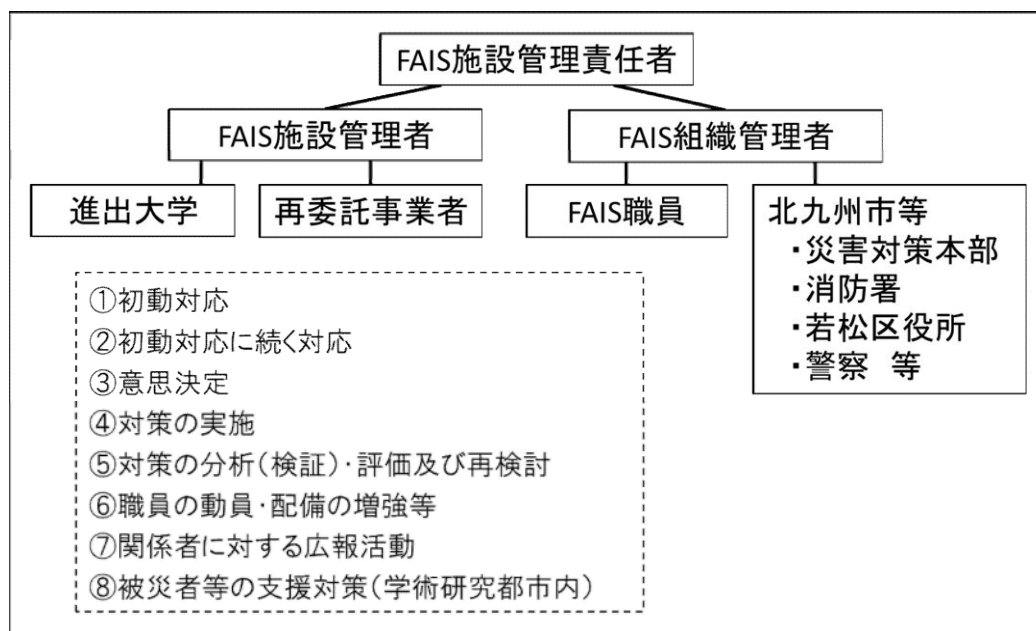 FAIS施設管理責任者
FAIS施設管理者
FAIS組織管理者
進出大学
再委託事業者
FAIS職員
北九州市等
・災害対策本部
・消防署
・若松区役所
・警察 等
①初動対応
②初動対応に続く対応
③意思決定
④対策の実施
⑤対策の分析(検証)・評価及び再検討
⑥職員の動員・配備の増強等
⑦関係者に対する広報活動
⑧被災者等の支援対策(学術研究都市内)